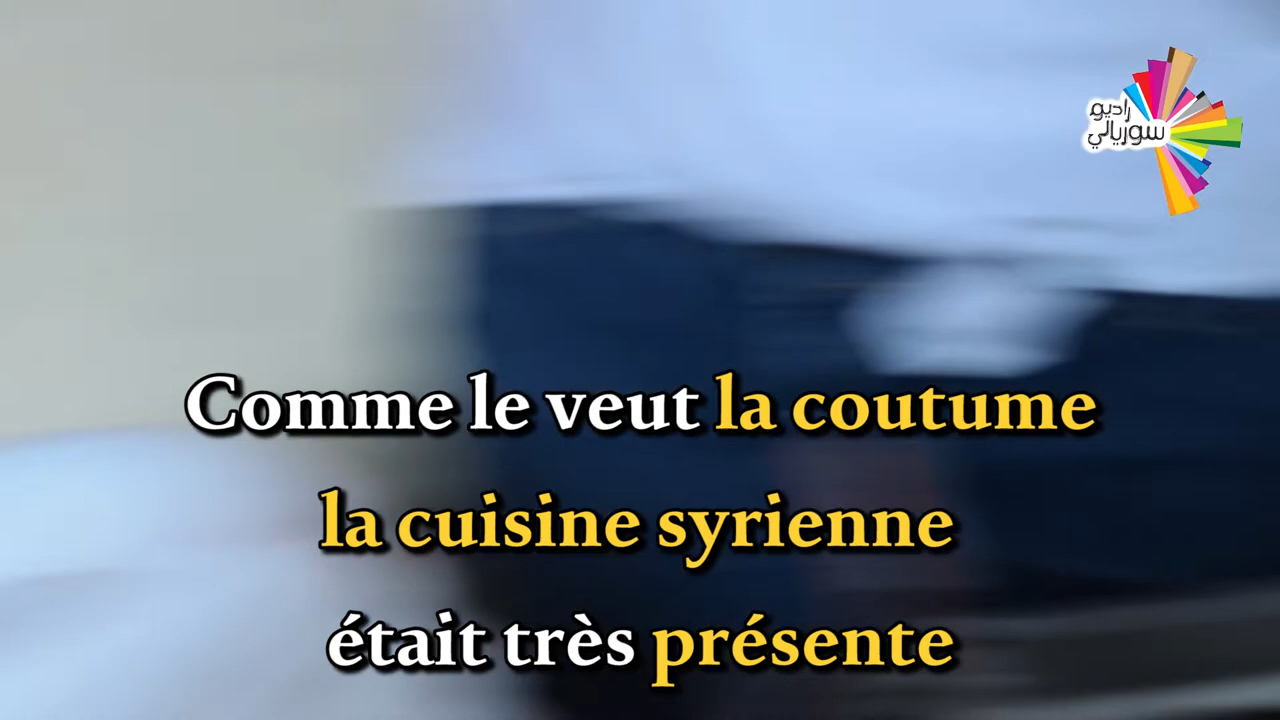 راديو
سوريالي
Comme le veut la coutume
la cuisine syrienne
était très présente